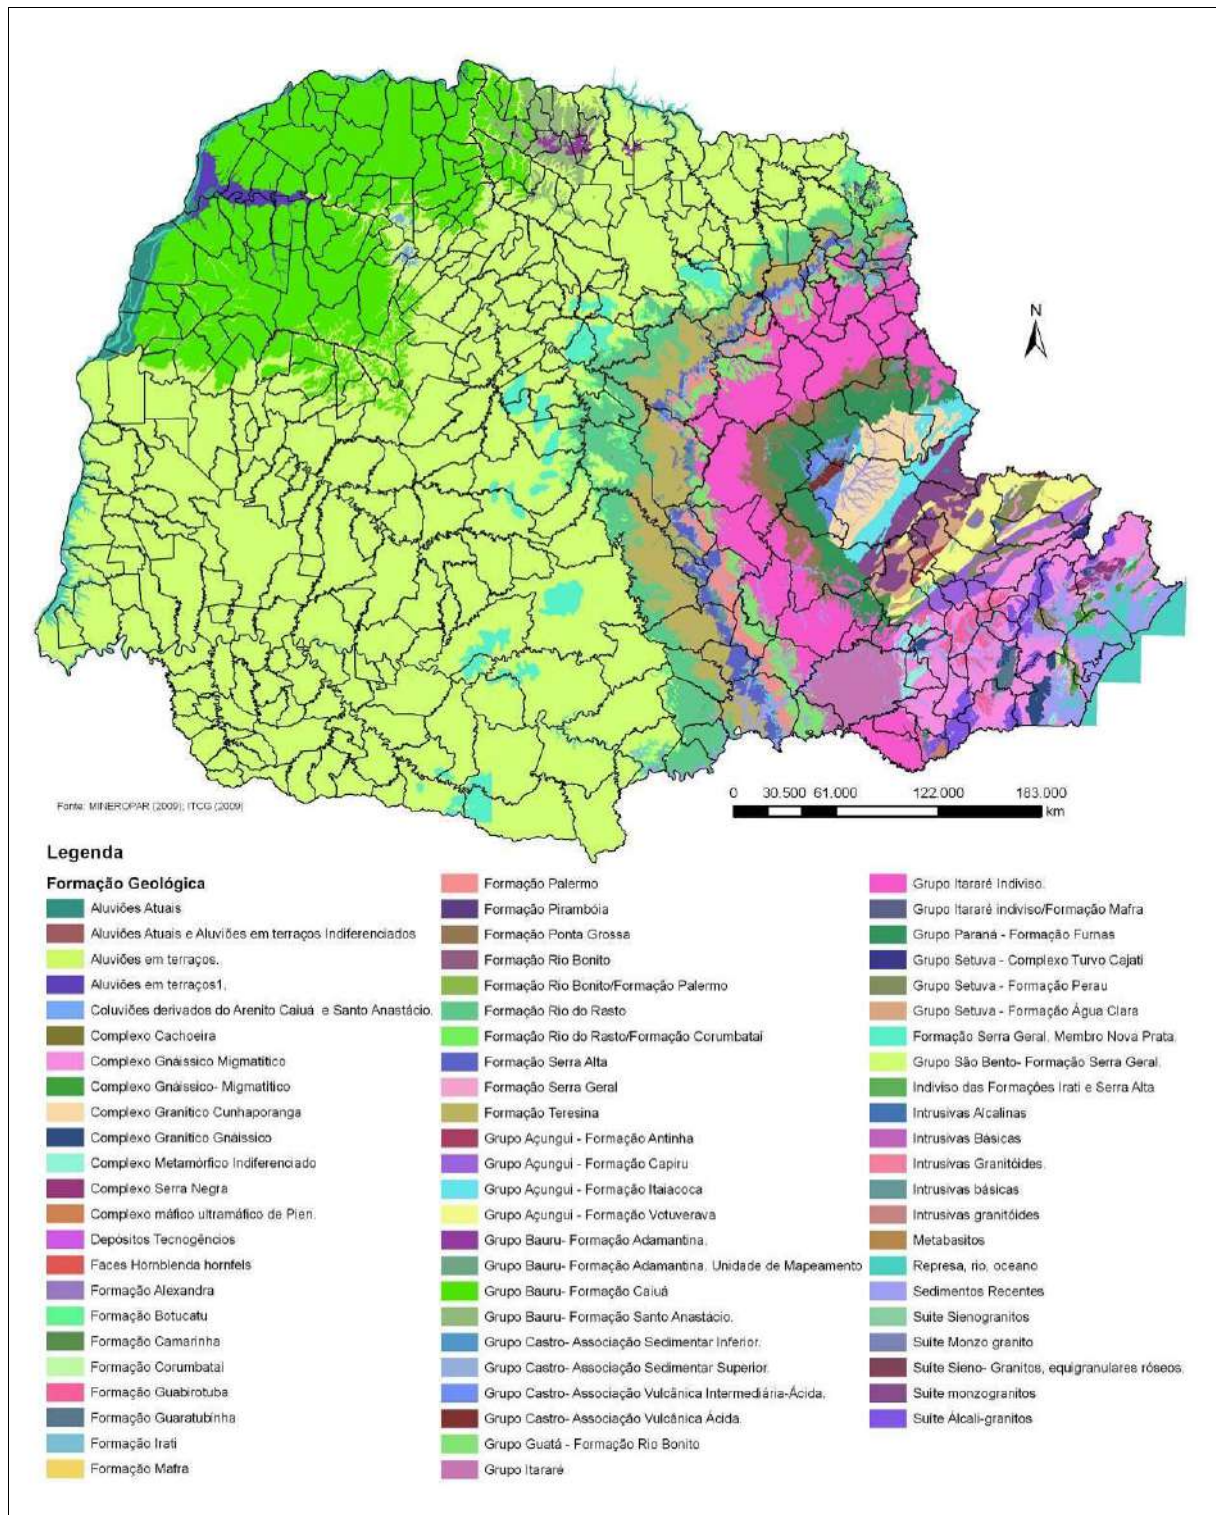 N
Fonte: MINEROPAR (2009); ITCG (2009)
0 30.500 61.000 122.000 183.000
km
Legenda
Formação Geológica
Aluviões Atuais
Aluviões Atuais e Aluviões em terraços Indiferenciados
Aluviões em terraços.
Aluviões em terraços1.
Coluviões derivados do Arenito Caiuá e Santo Anastácio.
Complexo Cachoeira
Complexo Gnáissico Migmatítico
Complexo Gnáissico- Migmatítico
Complexo Granítico Cunhaporanga
Complexo Granítico Gnáissico
Complexo Metamórfico Indiferenciado
Complexo Serra Negra
Complexo máfico ultramáfico de Pien.
Depósitos Tecnogêncios
Faces Hornblenda hornfels
Formação Alexandra
Formação Botucatu
Formação Camarinha
Formação Corumbatai
Formação Guabirotuba
Formação Guaratubinha
Formação Irati
Formação Mafra
Formação Palermo
Formação Pirambóia
Formação Ponta Grossa
Formação Rio Bonito
Formação Rio Bonito/Formação Palermo
Formação Rio do Rasto
Formação Rio do Rasto/Formação Corumbataí
Formação Serra Alta
Formação Serra Geral
Formação Teresina
Grupo Açungui - Formação Antinha
Grupo Açungui - Formação Capiru
Grupo Açungui - Formação Itaiacoca
Grupo Açungui - Formação Votuverava
Grupo Bauru- Formação Adamantina.
Grupo Bauru- Formação Adamantina. Unidade de Mapeamento
Grupo Bauru- Formação Caiuá
Grupo Bauru- Formação Santo Anastácio.
Grupo Castro- Associação Sedimentar Inferior.
Grupo Castro- Associação Sedimentar Superior.
Grupo Castro- Associação Vulcânica Intermediária-Ácida.
Grupo Castro- Associação Vulcânica Ácida.
Grupo Guatá - Formação Rio Bonito
Grupo Itararé
Grupo Itararé Indiviso.
Grupo Itararé indiviso/Formação Mafra
Grupo Paraná - Formação Furnas
Grupo Setuva - Complexo Turvo Cajati
Grupo Setuva - Formação Perau
Grupo Setuva - Formação Água Clara
Formação Serra Geral, Membro Nova Prata.
Grupo São Bento- Formação Serra Geral.
Indiviso das Formações Irati e Serra Alta
Intrusivas Alcalinas
Intrusivas Básicas
Intrusivas Granitóides.
Intrusivas básicas
Intrusivas granitóides
Metabasitos
Represa, rio, oceano
Sedimentos Recentes
Suíte Sienogranitos
Suíte Monzo granito
Suíte Sieno- Granitos, equigranulares róseos.
Suíte monzogranitos
Suíte Álcali-granitos